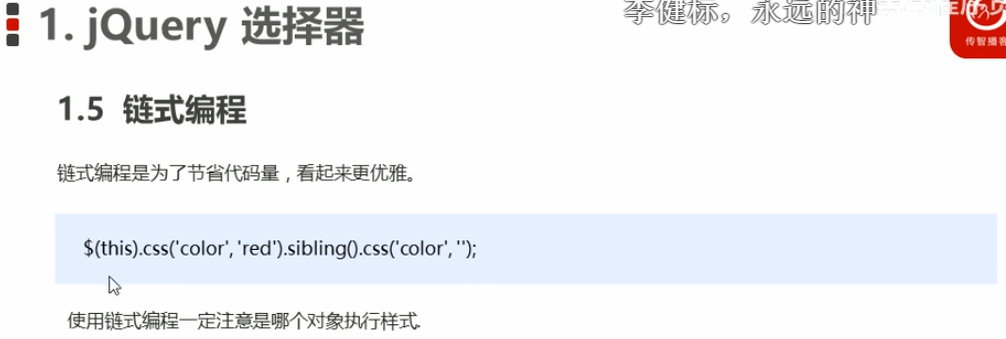 1. jQuery 选择器
李健标，永远的神
传智播客
1.5 链式编程
链式编程是为了节省代码量，看起来更优雅。
$(this).css('color', 'red').sibling().css('color', '');
使用链式编程一定注意是哪个对象执行样式.